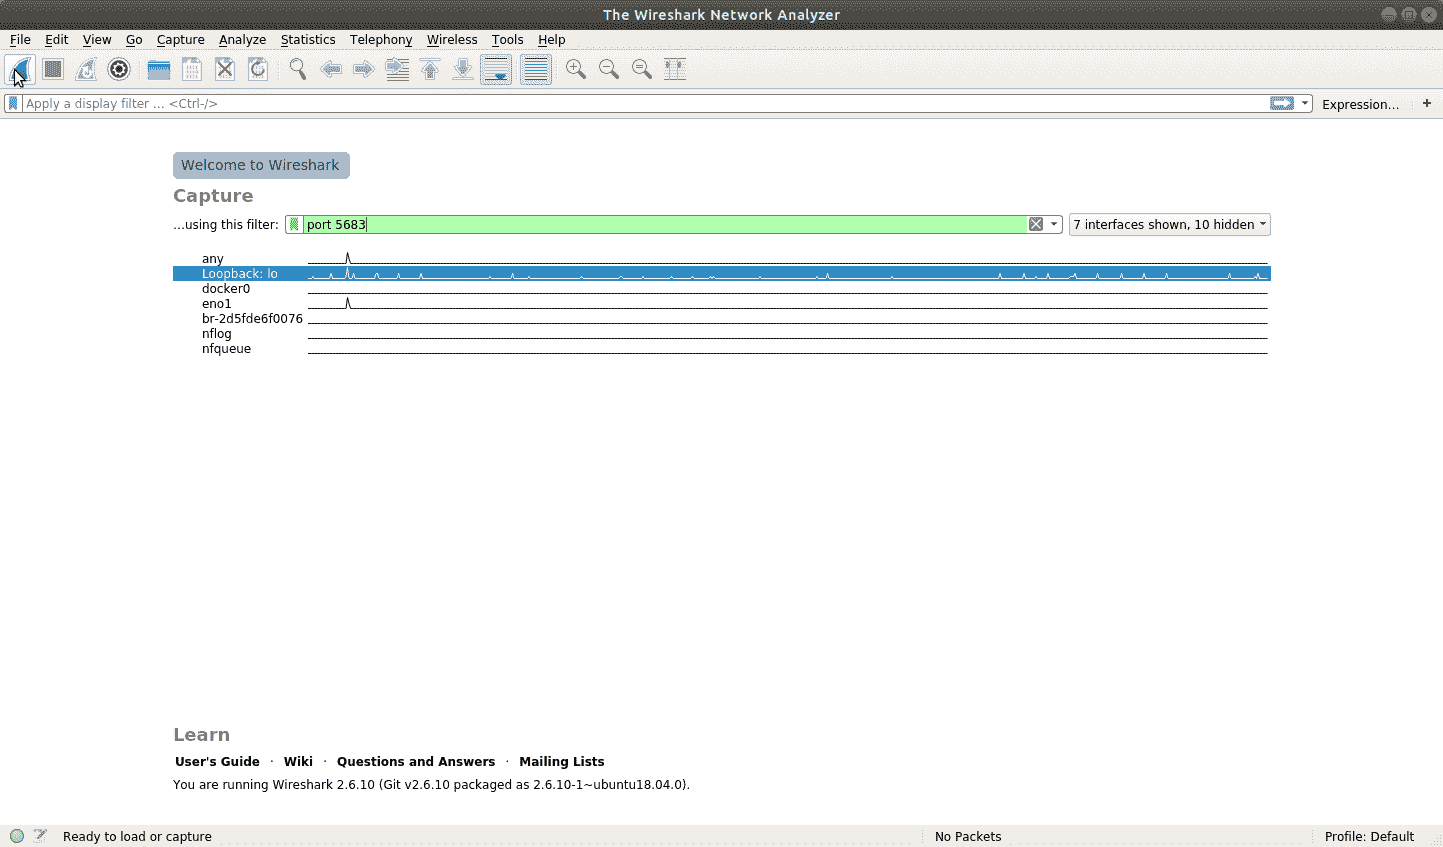 The Wireshark Network Analyzer
File Edit View Go Capture Analyze Statistics Telephony Wireless Tools Help
Apply a display filter ... <Ctrl-/> Expression... +
Welcome to Wireshark
Capture
...using this filter: port 5683 7 interfaces shown, 10 hidden
any
Loopback: lo
docker0
eno1
br-2d5fde6f0076
nflog
nfqueue
Learn
User's Guide · Wiki · Questions and Answers · Mailing Lists
You are running Wireshark 2.6.10 (Git v2.6.10 packaged as 2.6.10-1~ubuntu18.04.0).
Ready to load or capture No Packets Profile: Default